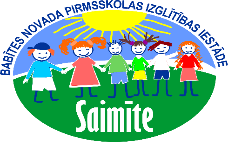 BABĪTES NOVADA PIRMSSKOLAS IZGLĪTĪBAS IESTĀDE
Saimīte